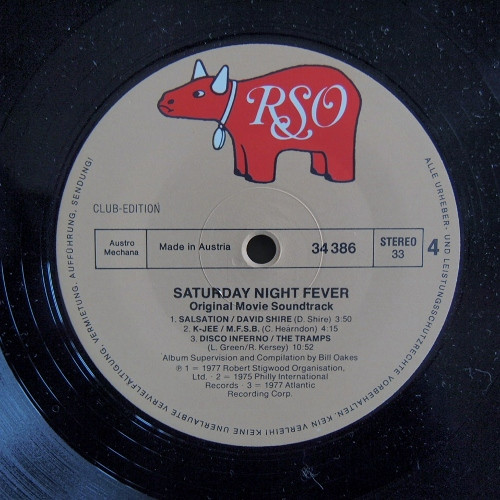 RSO
CLUB-EDITION
Austro
Mechana
Made in Austria
34 386
STEREO
33
4
SATURDAY NIGHT FEVER
Original Movie Soundtrack
1. SALSATION / DAVID SHIRE (D. Shire) 3:50
2. K-JEE / M.F.S.B. (C. Hearndon) 4:15
3. DISCO INFERNO / THE TRAMPS
(L. Green/R. Kersey) 10:52
Album Supervision and Compilation by Bill Oakes
℗ 1 = 1977 Robert Stigwood Organisation,
Ltd. · 2 = 1975 Philly International
Records · 3 = 1977 Atlantic
Recording Corp.
ALLE URHEBER- UND LEISTUNGSSCHUTZRECHTE VORBEHALTEN. KEIN VERLEIH! KEINE UNERLAUBTE VERVIELFÄLTIGUNG, VERMIETUNG, AUFFÜHRUNG, SENDUNG!